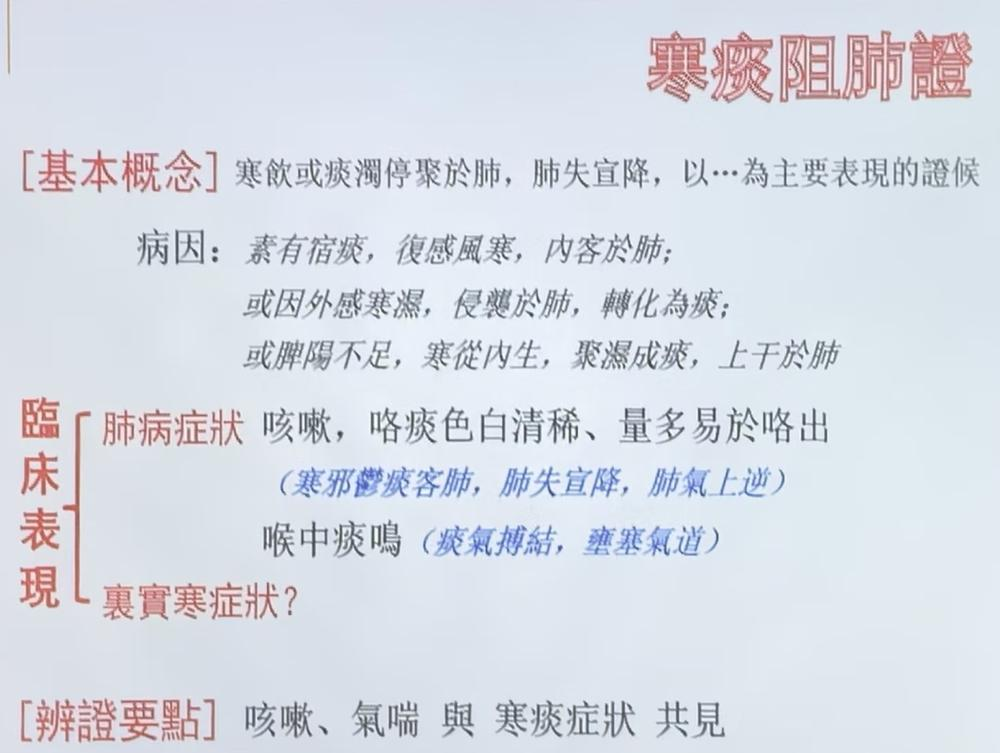 寒痰阻肺證
[基本概念] 寒飲或痰濁停聚於肺，肺失宣降，以…為主要表現的證候
病因：素有宿痰，復感風寒，內客於肺；
或因外感寒濕，侵襲於肺，轉化為痰；
或脾陽不足，寒從內生，聚濕成痰，上干於肺
臨床表現
肺病症狀 咳嗽，咯痰色白清稀、量多易於咯出
（寒邪鬱痰客肺，肺失宣降，肺氣上逆）
喉中痰鳴（痰氣搏結，壅塞氣道）
裏實寒症狀？
[辨證要點] 咳嗽、氣喘 與 寒痰症狀 共見